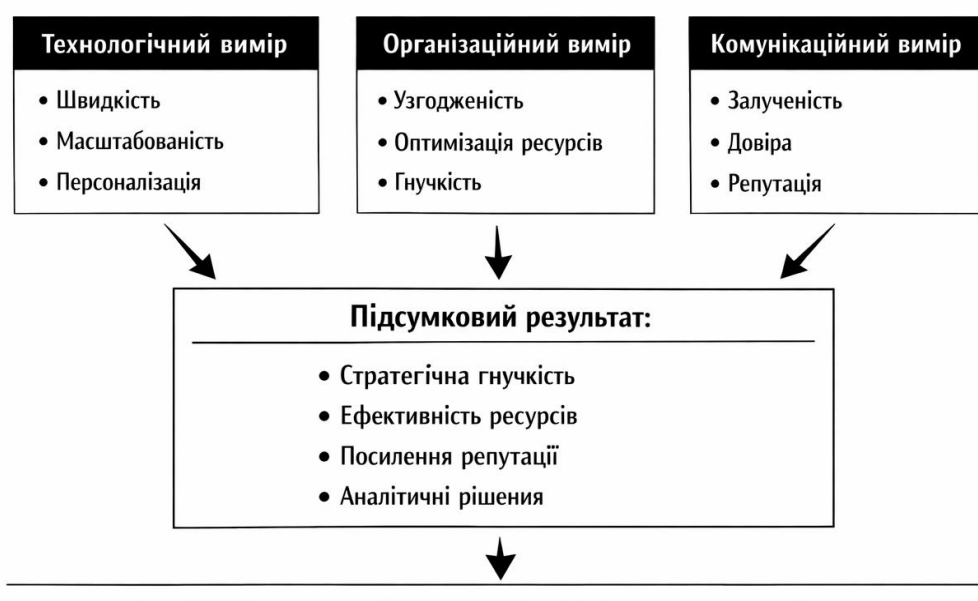 Технологічний вимір
• Швидкість
• Масштабованість
• Персоналізація
Організаційний вимір
• Узгодженість
• Оптимізація ресурсів
• Гнучкість
Комунікаційний вимір
• Залученість
• Довіра
• Репутація
Підсумковий результат:
• Стратегічна гнучкість
• Ефективність ресурсів
• Посилення репутації
• Аналітичні рішення